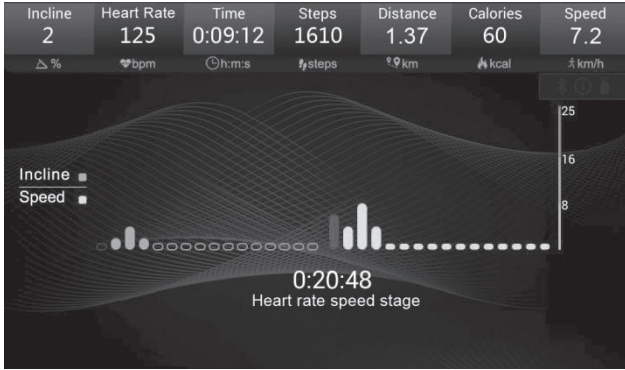 Incline Heart Rate Time Steps Distance Calories Speed
2 125 0:09:12 1610 1.37 60 7.2
% bpm h:m:s steps km kcal km/h
25
16
Incline
Speed
8
0:20:48
Heart rate speed stage